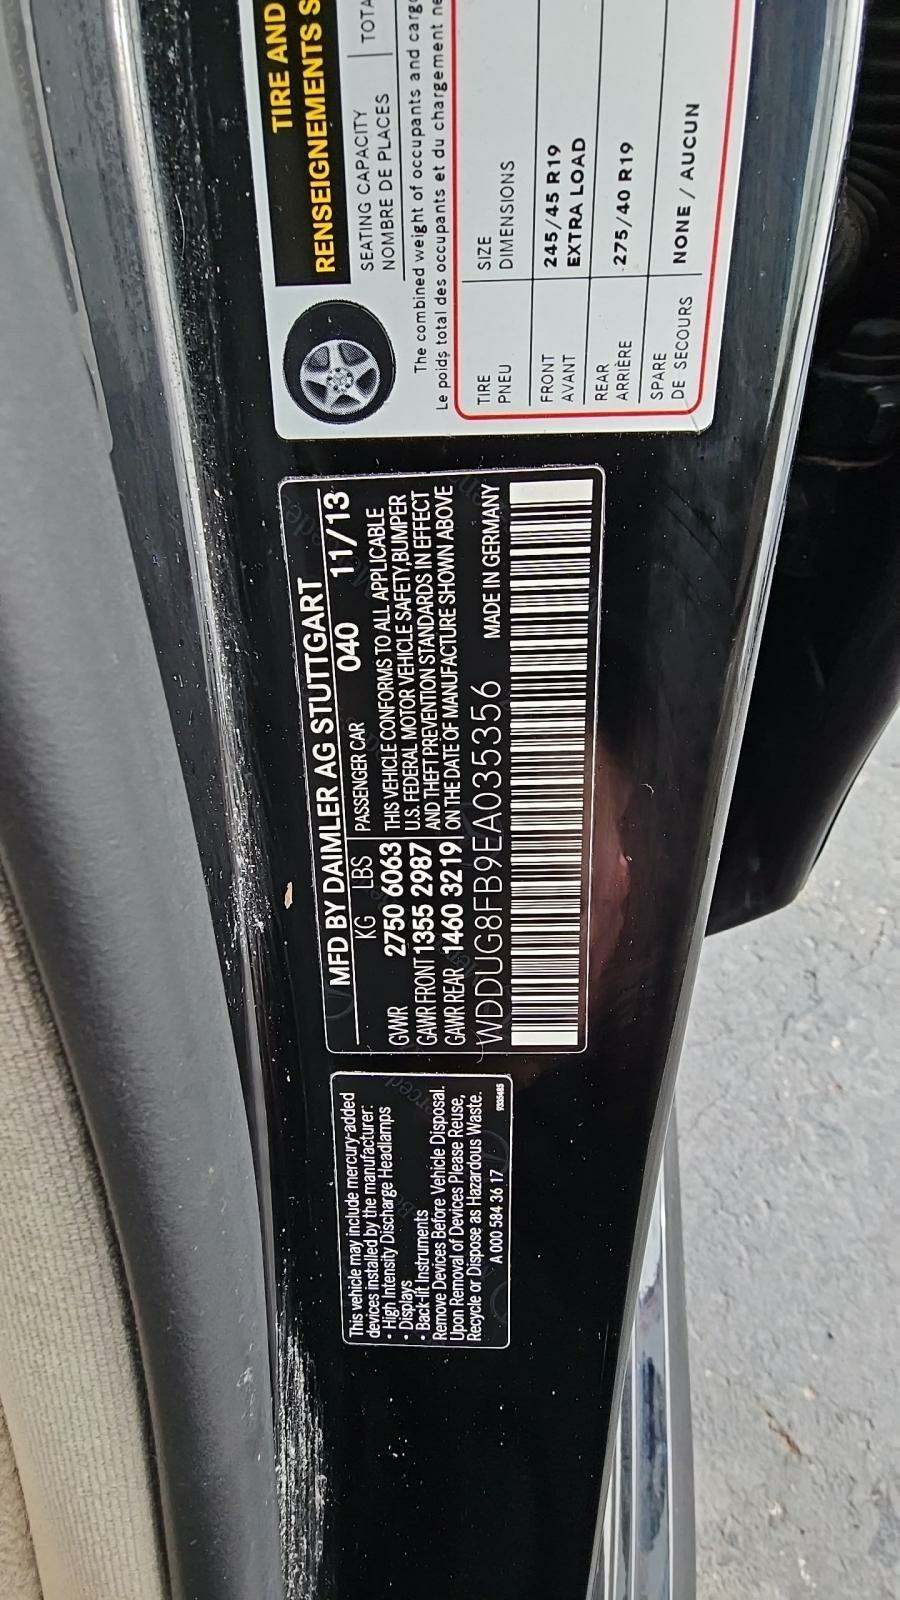 TIRE AND
RENSEIGNEMENTS
SEATING CAPACITY
NOMBRE DE PLACES
The combined weight of occupants and
Le poids total des occupants et du chargement
TIRE SIZE
PNEU DIMENSIONS
FRONT 245/45 R19
AVANT EXTRA LOAD
REAR 275/40 R19
ARRIÈRE
SPARE NONE / AUCUN
DE SECOURS
MFD BY DAIMLER AG STUTTGART
KG LBS PASSENGER CAR 040 11/13
GVWR 2750 6063 THIS VEHICLE CONFORMS TO ALL APPLICABLE
U.S. FEDERAL MOTOR VEHICLE SAFETY,BUMPER
GAWR FRONT 1355 2987 AND THEFT PREVENTION STANDARDS IN EFFECT
GAWR REAR 1460 3219 ON THE DATE OF MANUFACTURE SHOWN ABOVE
WDDUG8FB9EA035356 MADE IN GERMANY
This vehicle may include mercury-added
devices installed by the manufacturer:
• High Intensity Discharge Headlamps
• Displays
• Back-lit Instruments
Remove Devices Before Vehicle Disposal.
Upon Removal of Devices Please Reuse,
Recycle or Dispose as Hazardous Waste.
A 000 584 36 17